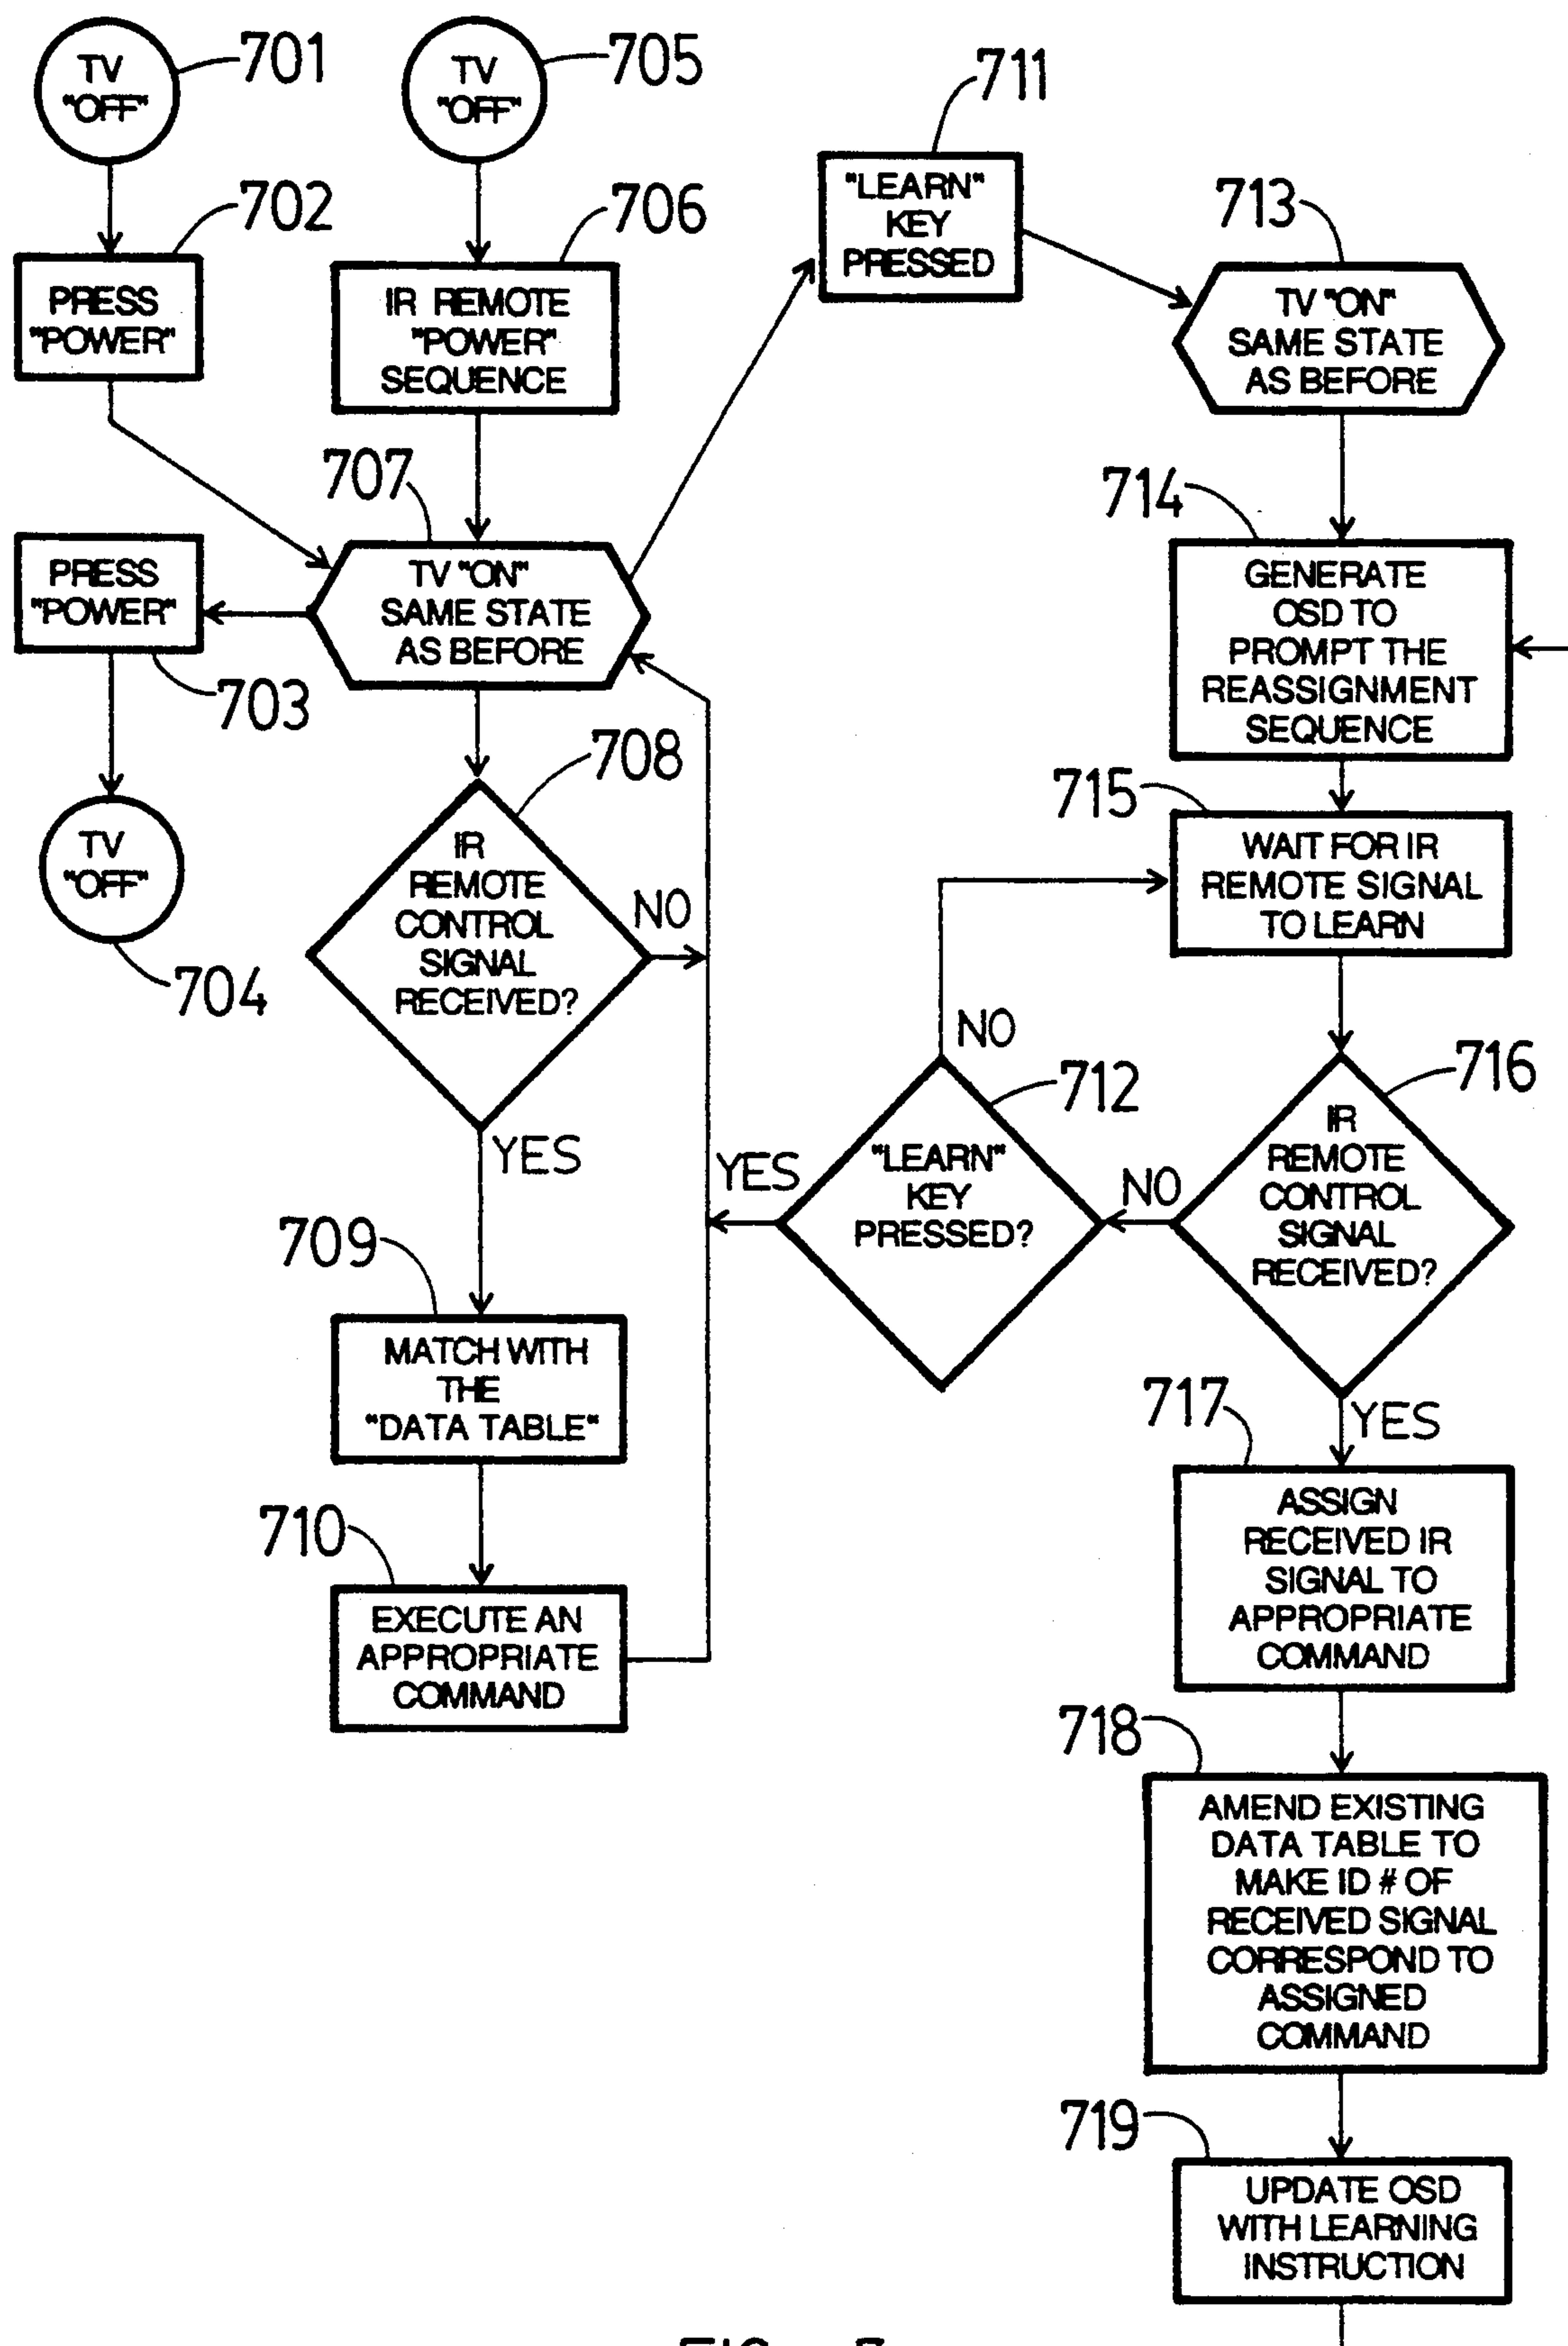 701
TV
"OFF"
705
TV
"OFF"
711
"LEARN"
KEY
PRESSED
702
PRESS
"POWER"
706
IR REMOTE
"POWER"
SEQUENCE
713
TV "ON"
SAME STATE
AS BEFORE
707
TV "ON"
SAME STATE
AS BEFORE
PRESS
"POWER"
703
TV
"OFF"
704
714
GENERATE
OSD TO
PROMPT THE
REASSIGNMENT
SEQUENCE
708
IR
REMOTE
CONTROL
SIGNAL
RECEIVED?
NO
YES
715
WAIT FOR IR
REMOTE SIGNAL
TO LEARN
NO
712
"LEARN"
KEY
PRESSED?
YES
NO
716
IR
REMOTE
CONTROL
SIGNAL
RECEIVED?
YES
709
MATCH WITH
THE
"DATA TABLE"
710
EXECUTE AN
APPROPRIATE
COMMAND
717
ASSIGN
RECEIVED IR
SIGNAL TO
APPROPRIATE
COMMAND
718
AMEND EXISTING
DATA TABLE TO
MAKE ID # OF
RECEIVED SIGNAL
CORRESPOND TO
ASSIGNED
COMMAND
719
UPDATE OSD
WITH LEARNING
INSTRUCTION